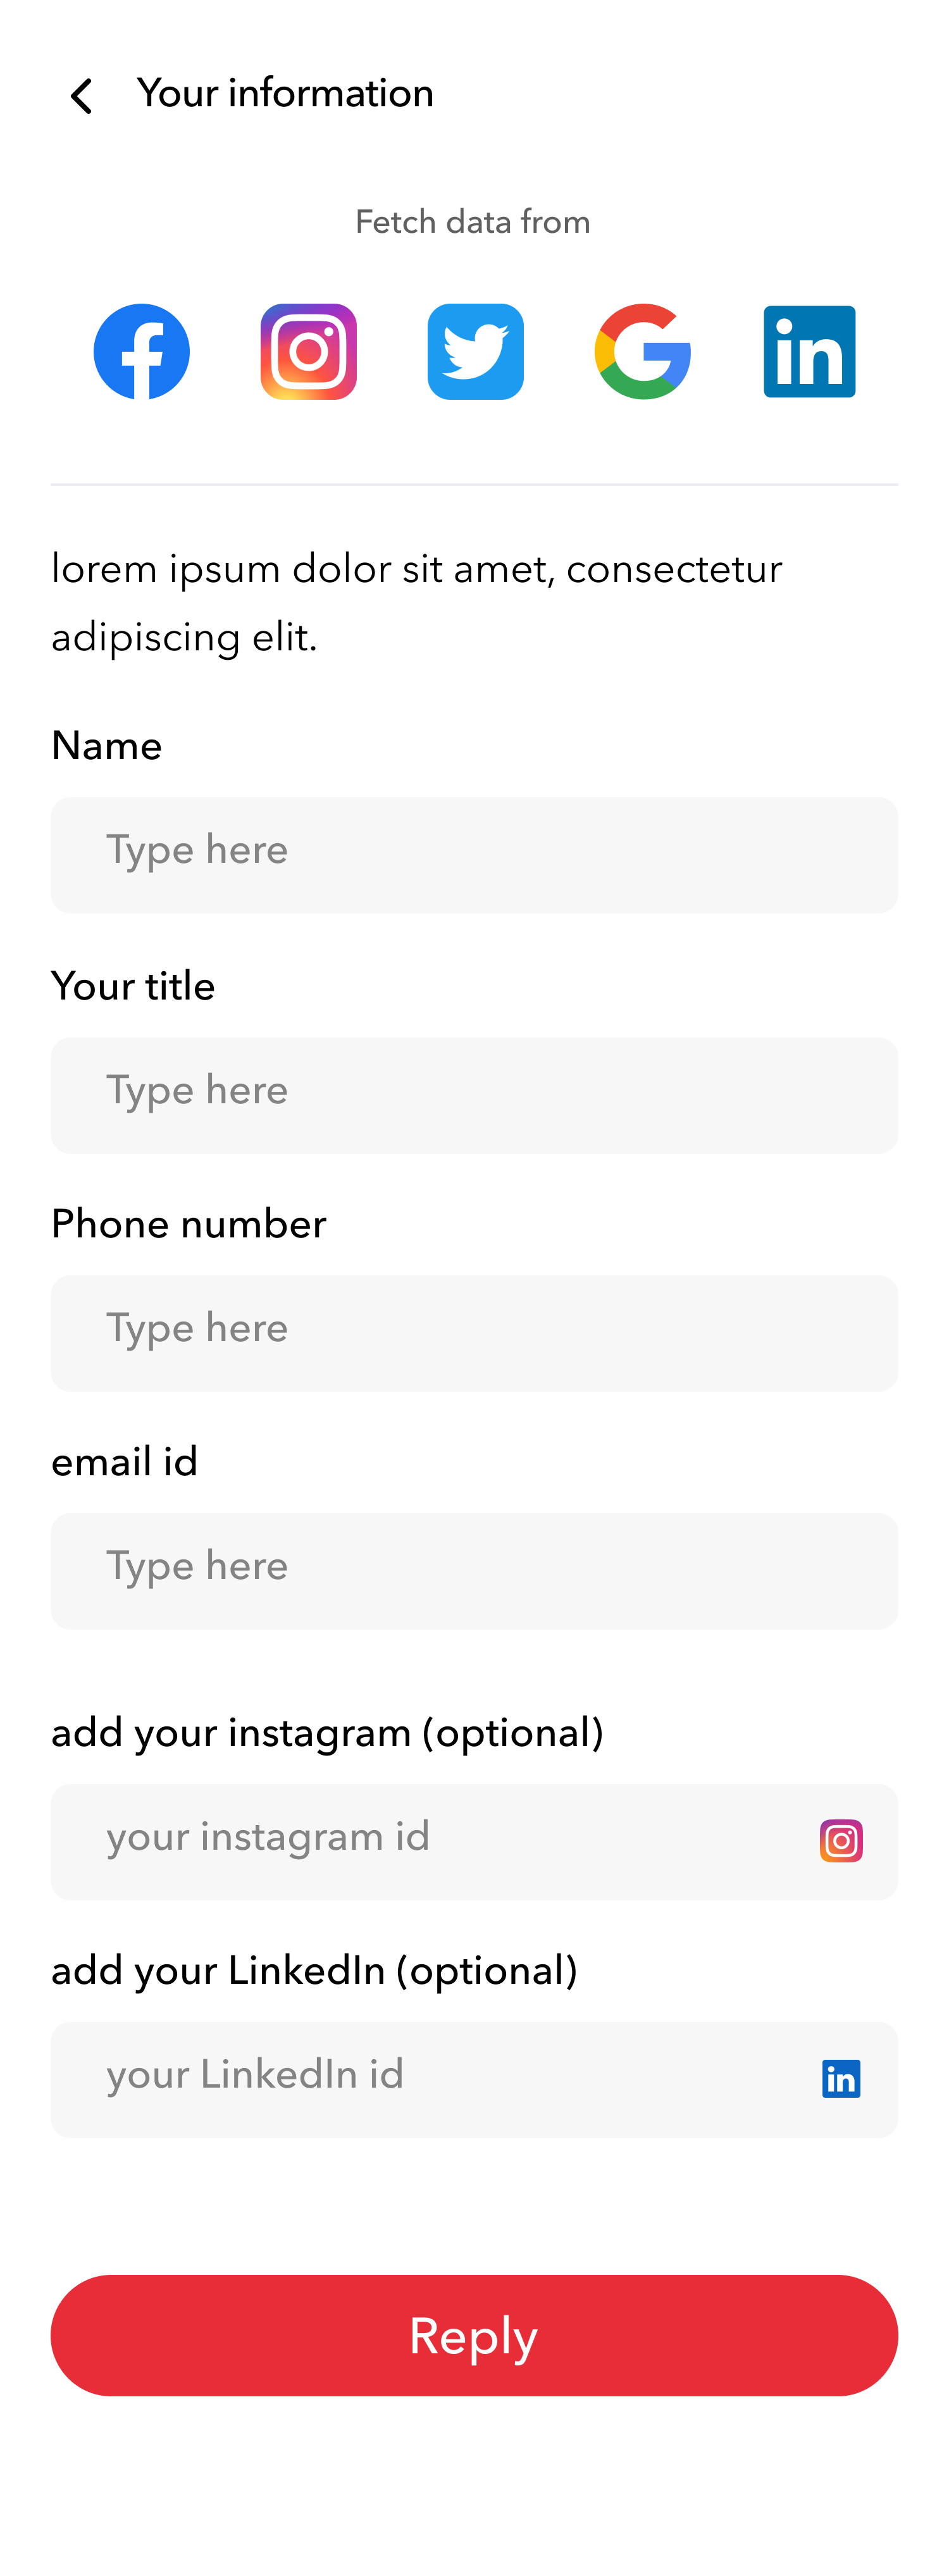 Your information
Fetch data from
lorem ipsum dolor sit amet, consectetur
adipiscing elit.
Name
Type here
Your title
Type here
Phone number
Type here
email id
Type here
add your instagram (optional)
your instagram id
add your LinkedIn (optional)
your LinkedIn id
Reply